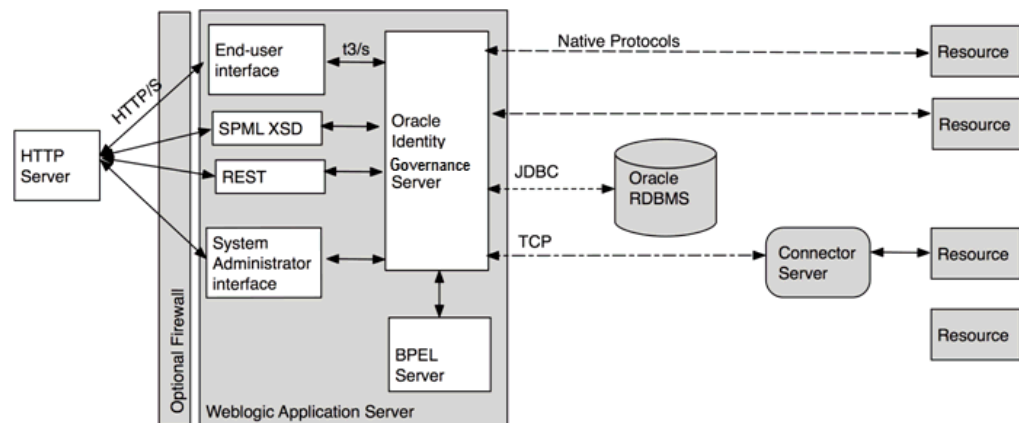 HTTP
Server
HTTP/S
Optional Firewall
End-user
interface
t3/s
SPML XSD
REST
System
Administrator
interface
Oracle
Identity
Governance
Server
BPEL
Server
Weblogic Application Server
Native Protocols
JDBC
Oracle
RDBMS
TCP
Connector
Server
Resource
Resource
Resource
Resource